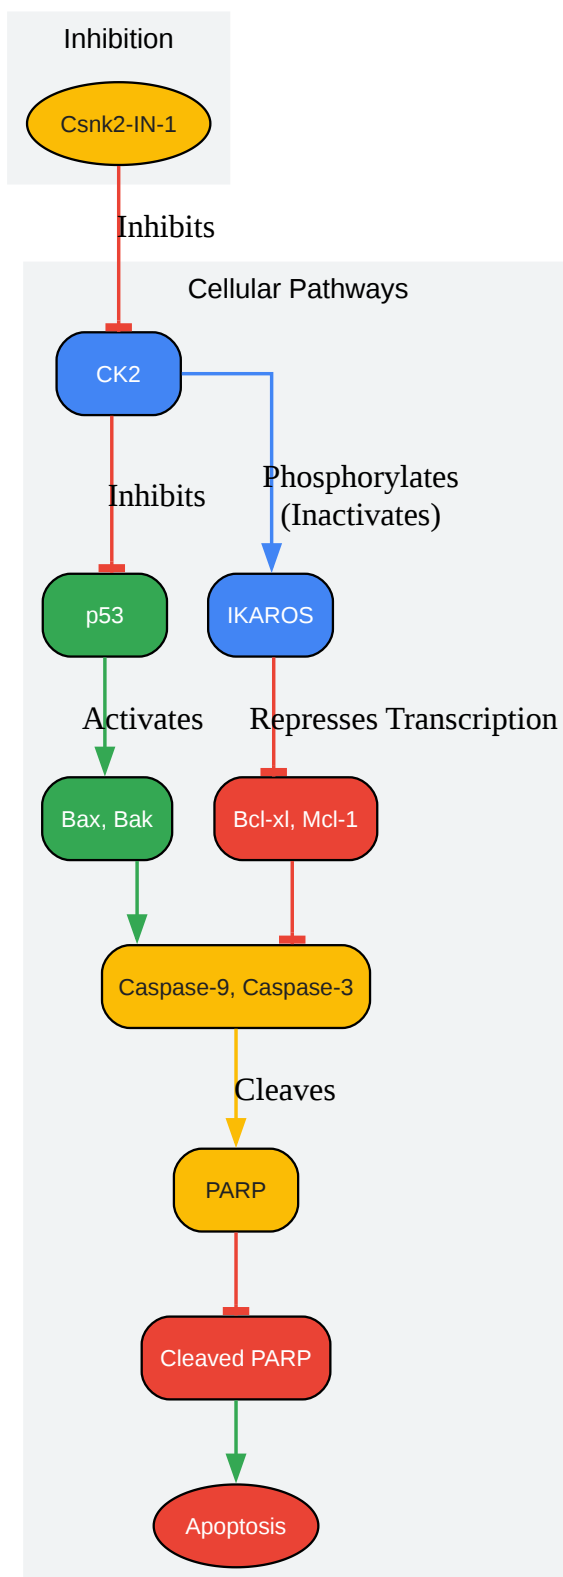 Inhibition
Csnk2-IN-1
Inhibits
Cellular Pathways
CK2
Inhibits
Phosphorylates
(Inactivates)
p53
IKAROS
Activates
Represses Transcription
Bax, Bak
Bcl-xl, Mcl-1
Caspase-9, Caspase-3
Cleaves
PARP
Cleaved PARP
Apoptosis